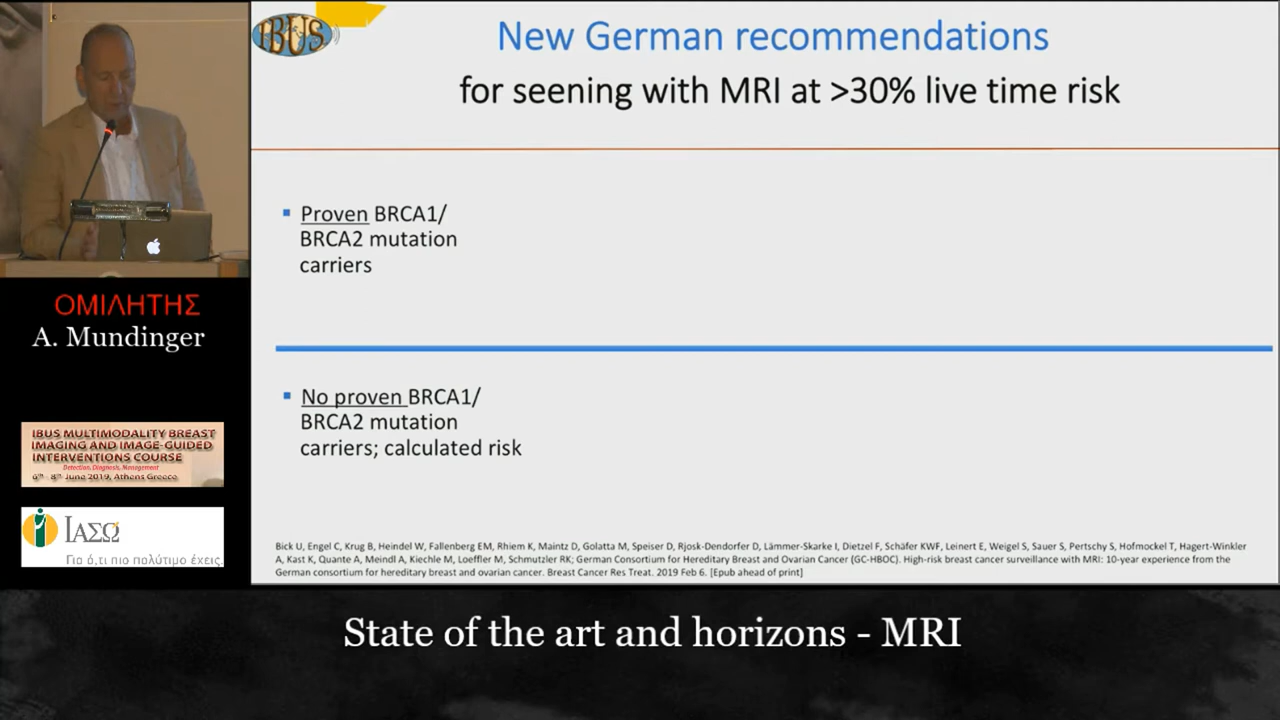 IBUS
New German recommendations
for seening with MRI at >30% live time risk
Proven BRCA1/
BRCA2 mutation
carriers
No proven BRCA1/
BRCA2 mutation
carriers; calculated risk
Bick U, Engel C, Krug B, Heindel W, Fallenberg EM, Rhiem K, Maintz D, Golatta M, Speiser D, Rjosk-Dendorfer D, Lämmer-Skarke I, Dietzel F, Schäfer KWF, Leinert E, Weigel S, Sauer S, Pertschy S, Hofmockel T, Hagert-Winkler
A, Kast K, Quante A, Meindl A, Kiechle M, Loeffler M, Schmutzler RK; German Consortium for Hereditary Breast and Ovarian Cancer (GC-HBOC). High-risk breast cancer surveillance with MRI: 10-year experience from the
German consortium for hereditary breast and ovarian cancer. Breast Cancer Res Treat. 2019 Feb 6. [Epub ahead of print]
ΟΜΙΛΗΤΗΣ
A. Mundinger
IBUS MULTIMODALITY BREAST
IMAGING AND IMAGE-GUIDED
INTERVENTIONS COURSE
Detection, Diagnosis, Management
6th - 8th June 2019, Athens Greece
ΙΑΣΩ
Για ό,τι πιο πολύτιμο έχεις.
State of the art and horizons - MRI